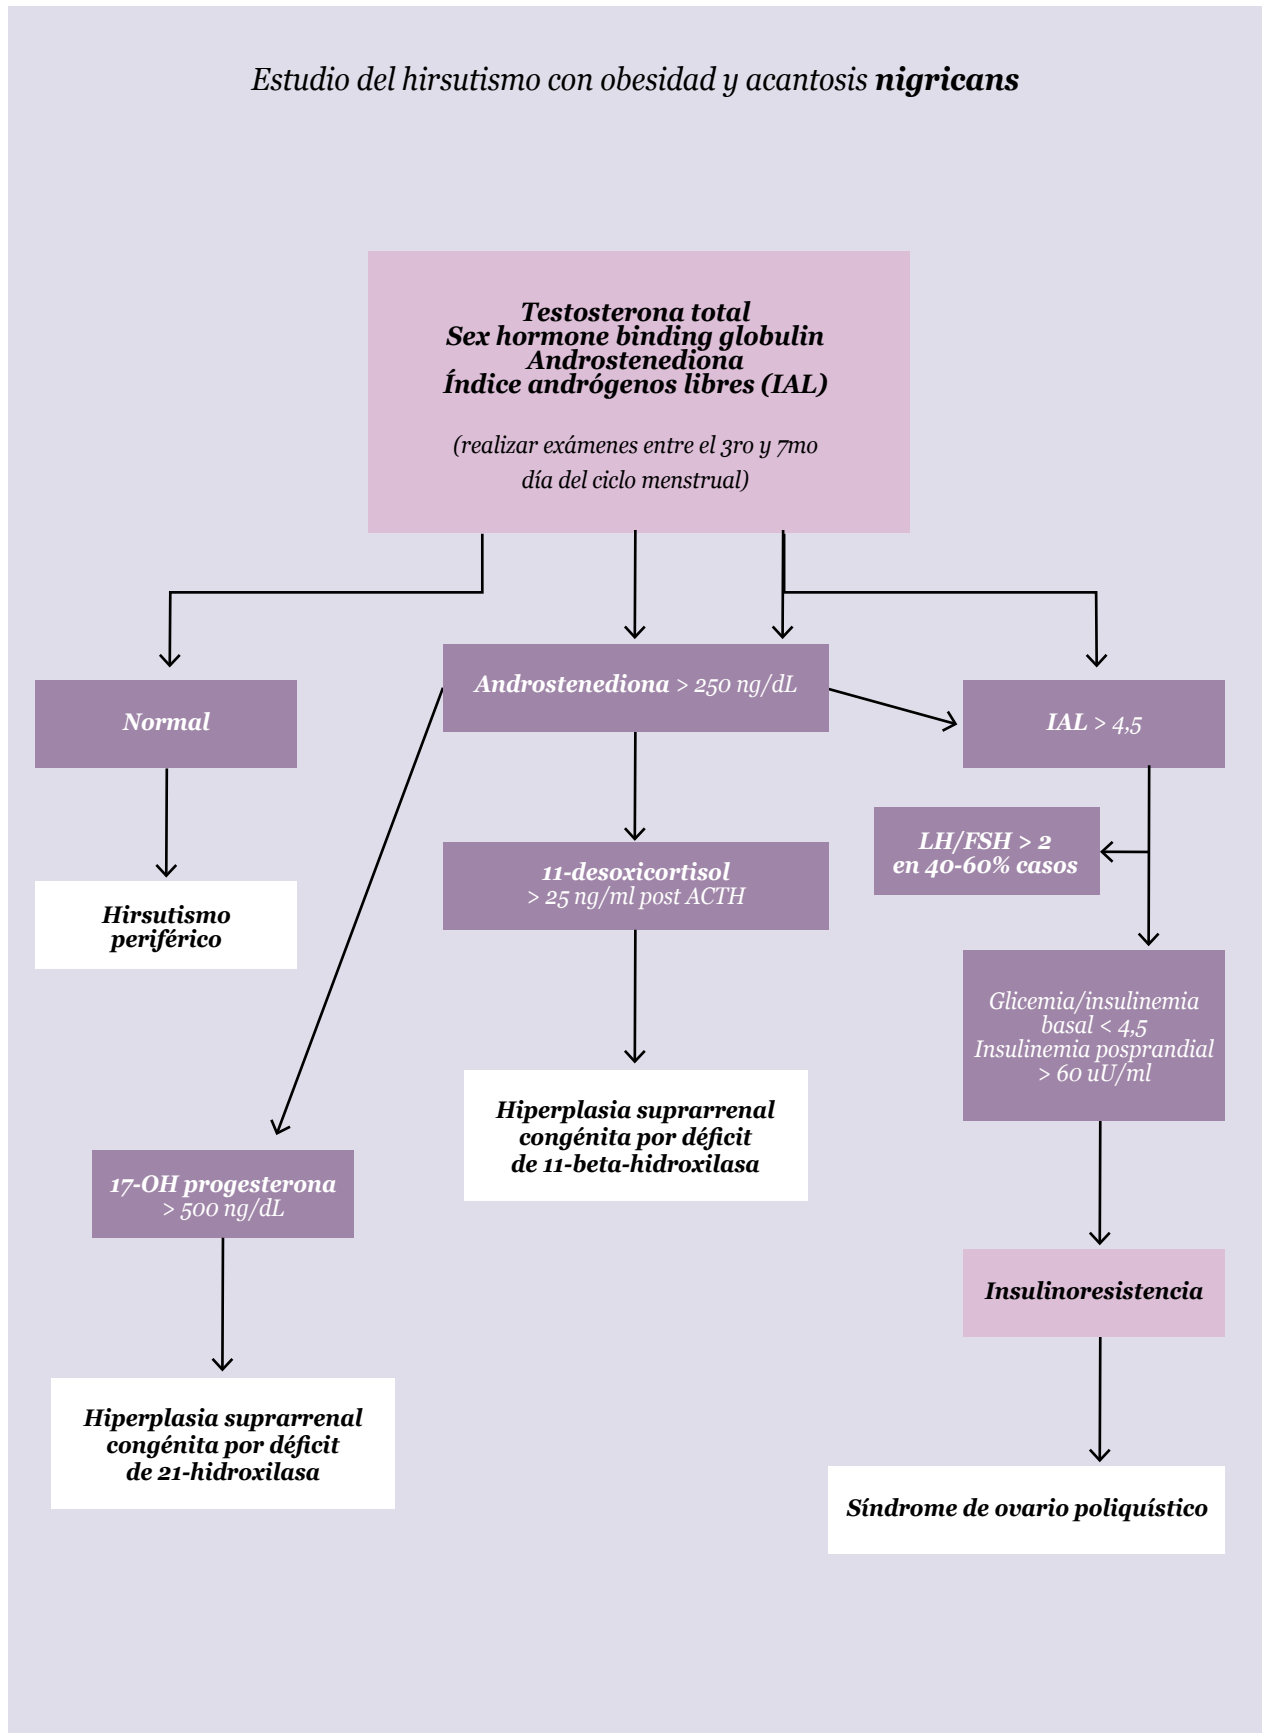 Estudio del hirsutismo con obesidad y acantosis nigricans
Testosterona total
Sex hormone binding globulin
Androstenediona
Índice andrógenos libres (IAL)
(realizar exámenes entre el 3ro y 7mo
día del ciclo menstrual)
Normal
Androstenediona > 250 ng/dL
IAL > 4,5
LH/FSH > 2
en 40-60% casos
11-desoxicortisol
> 25 ng/ml post ACTH
Hirsutismo
periférico
Glicemia/insulinemia
basal < 4,5
Insulinemia posprandial
> 60 uU/ml
Hiperplasia suprarrenal
congénita por déficit
de 11-beta-hidroxilasa
17-OH progesterona
> 500 ng/dL
Insulinoresistencia
Hiperplasia suprarrenal
congénita por déficit
de 21-hidroxilasa
Síndrome de ovario poliquístico